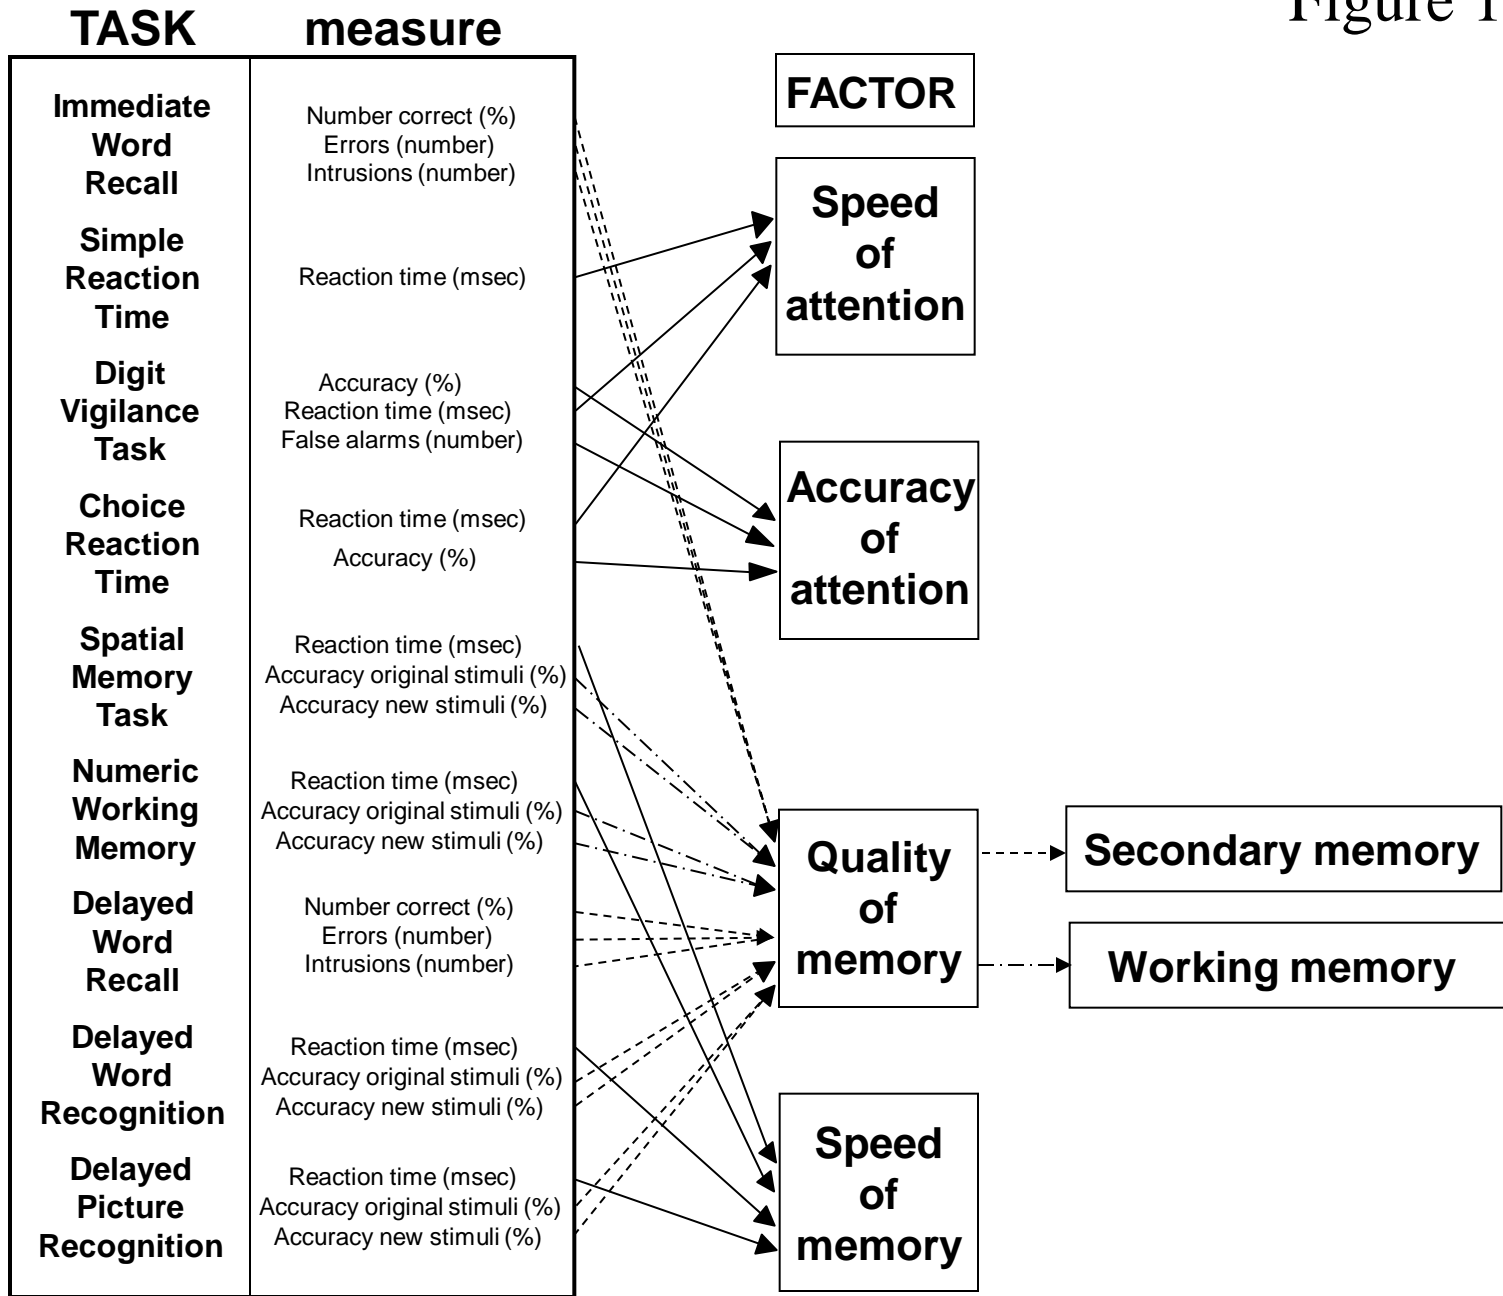 TASK measure
Figure 1
Immediate
Word
Recall
Number correct (%)
Errors (number)
Intrusions (number)
Simple
Reaction
Time
Reaction time (msec)
Digit
Vigilance
Task
Accuracy (%)
Reaction time (msec)
False alarms (number)
Choice
Reaction
Time
Reaction time (msec)
Accuracy (%)
Spatial
Memory
Task
Reaction time (msec)
Accuracy original stimuli (%)
Accuracy new stimuli (%)
Numeric
Working
Memory
Reaction time (msec)
Accuracy original stimuli (%)
Accuracy new stimuli (%)
Delayed
Word
Recall
Number correct (%)
Errors (number)
Intrusions (number)
Delayed
Word
Recognition
Reaction time (msec)
Accuracy original stimuli (%)
Accuracy new stimuli (%)
Delayed
Picture
Recognition
Reaction time (msec)
Accuracy original stimuli (%)
Accuracy new stimuli (%)
FACTOR
Speed
of
attention
Accuracy
of
attention
Quality
of
memory
Speed
of
memory
Secondary memory
Working memory